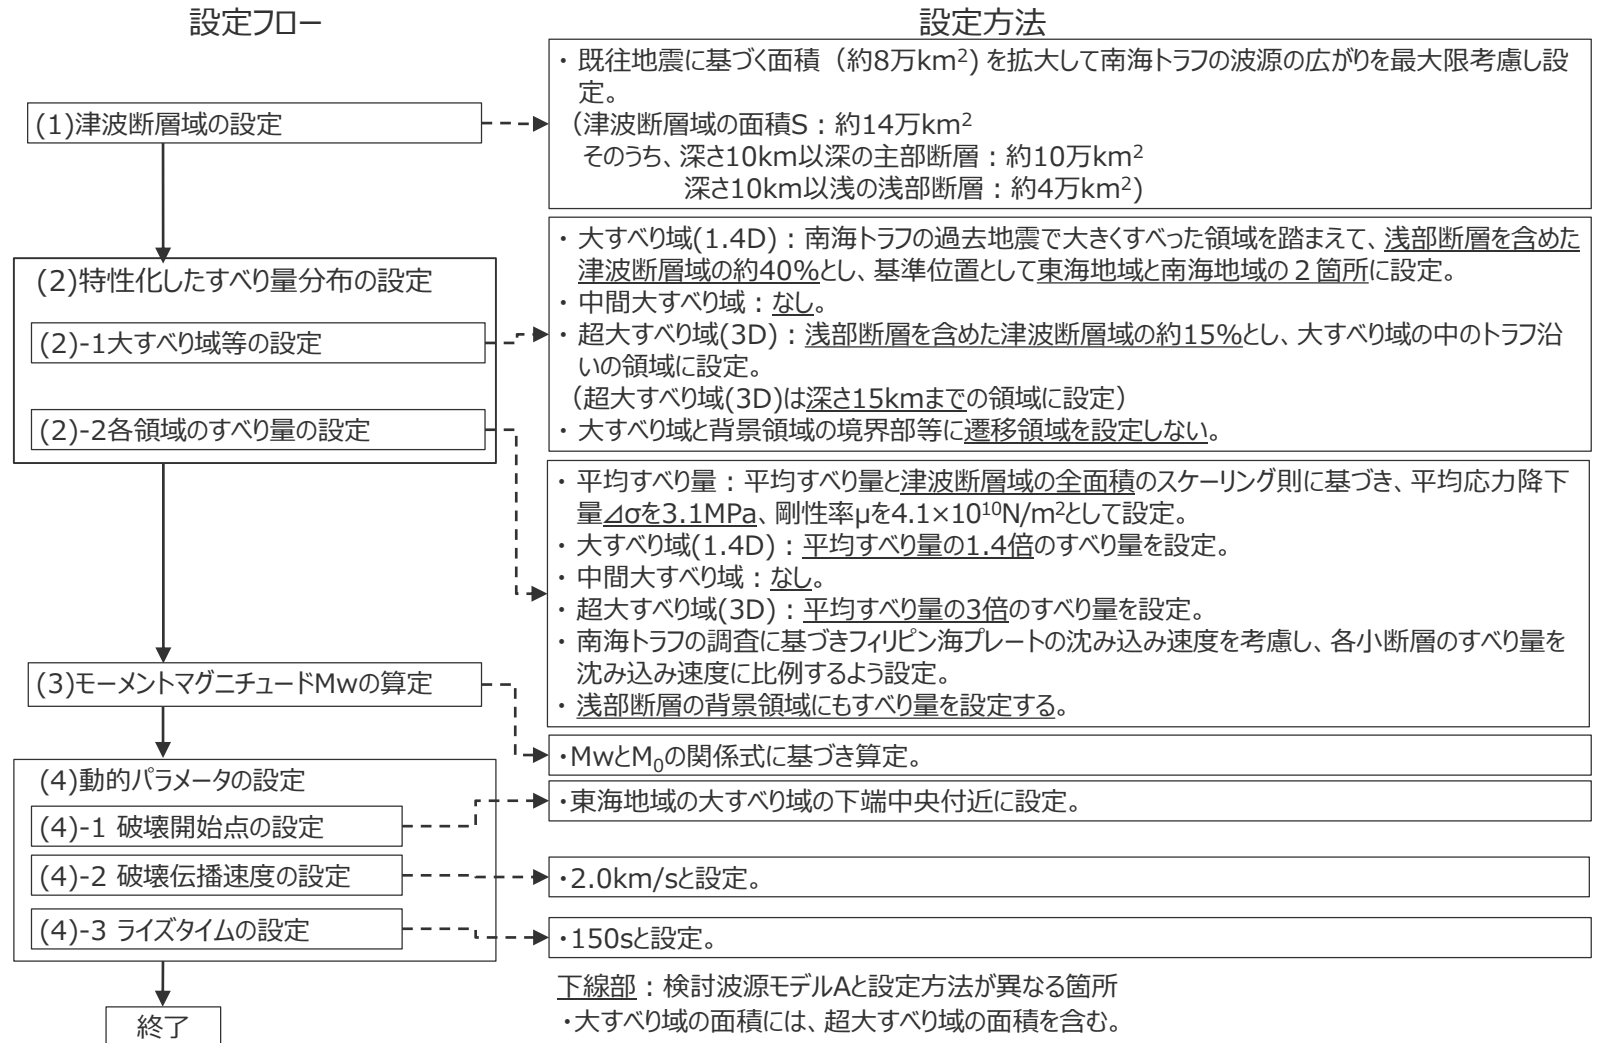 設定フロー
設定方法
(1)津波断層域の設定
・既往地震に基づく面積（約8万km²) を拡大して南海トラフの波源の広がりを最大限考慮し設
定。
（津波断層域の面積S：約14万km²
そのうち、深さ10km以深の主部断層：約10万km²
深さ10km以浅の浅部断層：約4万km²)
(2)特性化したすべり量分布の設定
(2)-1大すべり域等の設定
(2)-2各領域のすべり量の設定
・大すべり域(1.4D)：南海トラフの過去地震で大きくすべった領域を踏まえて、浅部断層を含めた
津波断層域の約40%とし、基準位置として東海地域と南海地域の２箇所に設定。
・中間大すべり域：なし。
・超大すべり域(3D)：浅部断層を含めた津波断層域の約15%とし、大すべり域の中のトラフ沿
いの領域に設定。
（超大すべり域(3D)は深さ15kmまでの領域に設定）
・大すべり域と背景領域の境界部等に遷移領域を設定しない。
・平均すべり量：平均すべり量と津波断層域の全面積のスケーリング則に基づき、平均応力降下
量⊿σを3.1MPa、剛性率μを4.1×10¹⁰N/m²として設定。
・大すべり域(1.4D)：平均すべり量の1.4倍のすべり量を設定。
・中間大すべり域：なし。
・超大すべり域(3D)：平均すべり量の3倍のすべり量を設定。
・南海トラフの調査に基づきフィリピン海プレートの沈み込み速度を考慮し、各小断層のすべり量を
沈み込み速度に比例するよう設定。
・浅部断層の背景領域にもすべり量を設定する。
(3)モーメントマグニチュードMwの算定
・MwとM₀の関係式に基づき算定。
(4)動的パラメータの設定
(4)-1 破壊開始点の設定
・東海地域の大すべり域の下端中央付近に設定。
(4)-2 破壊伝播速度の設定
・2.0km/sと設定。
(4)-3 ライズタイムの設定
・150sと設定。
終了
下線部：検討波源モデルAと設定方法が異なる箇所
・大すべり域の面積には、超大すべり域の面積を含む。